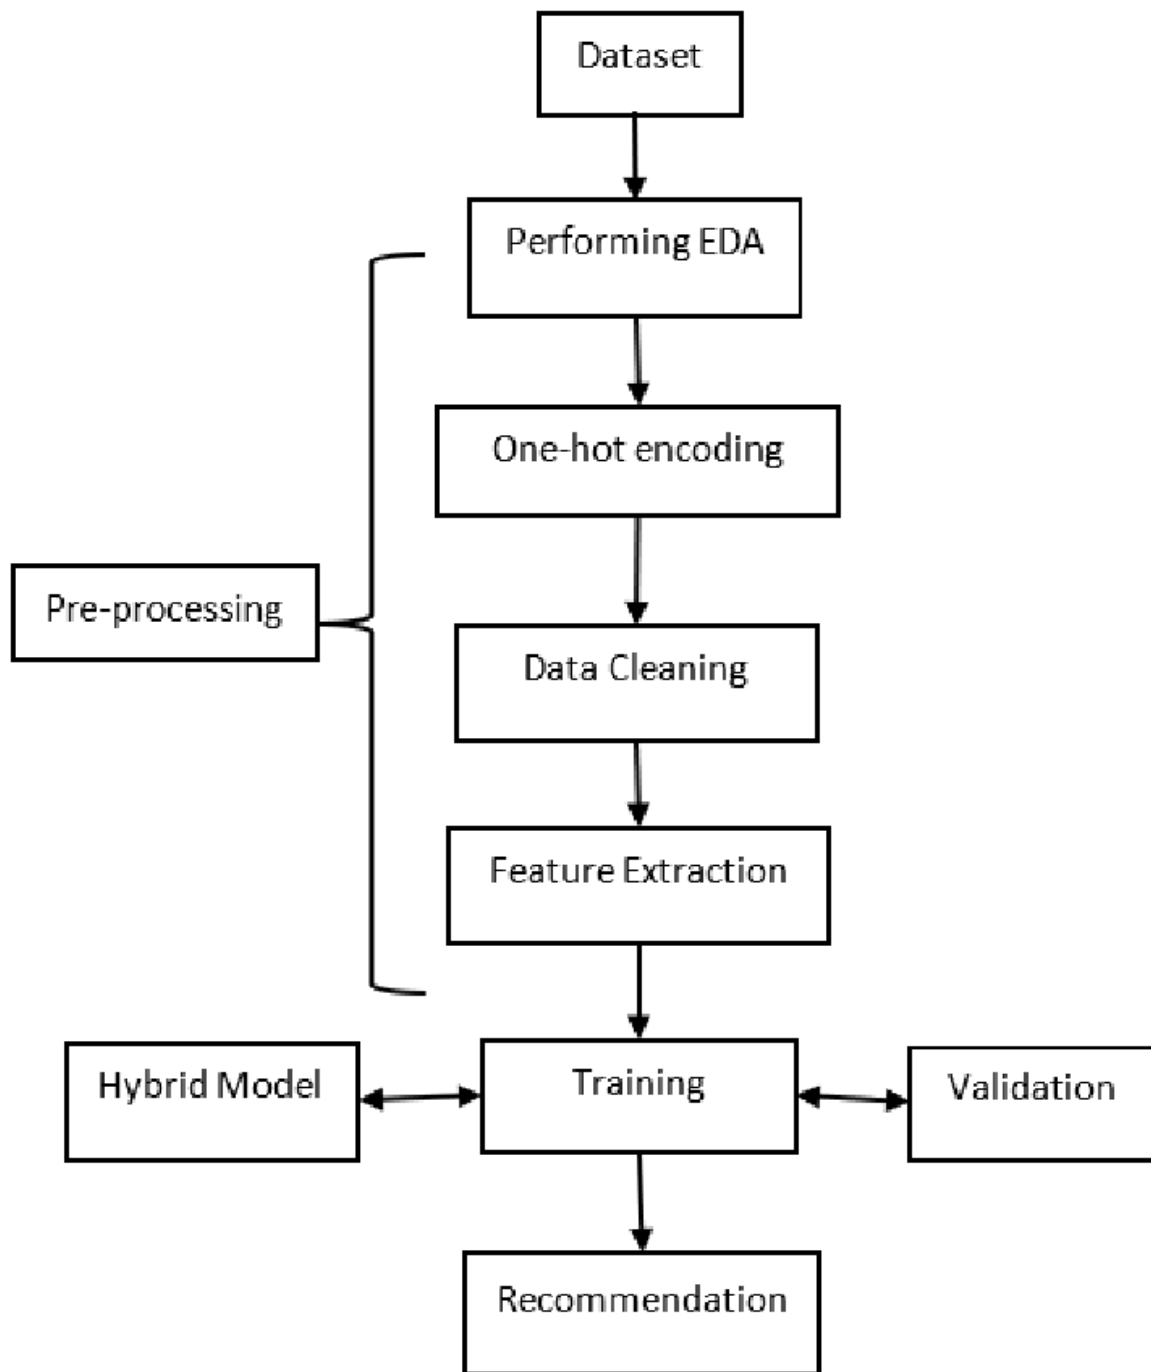 Dataset
Performing EDA
One-hot encoding
Pre-processing
Data Cleaning
Feature Extraction
Hybrid Model
Training
Validation
Recommendation